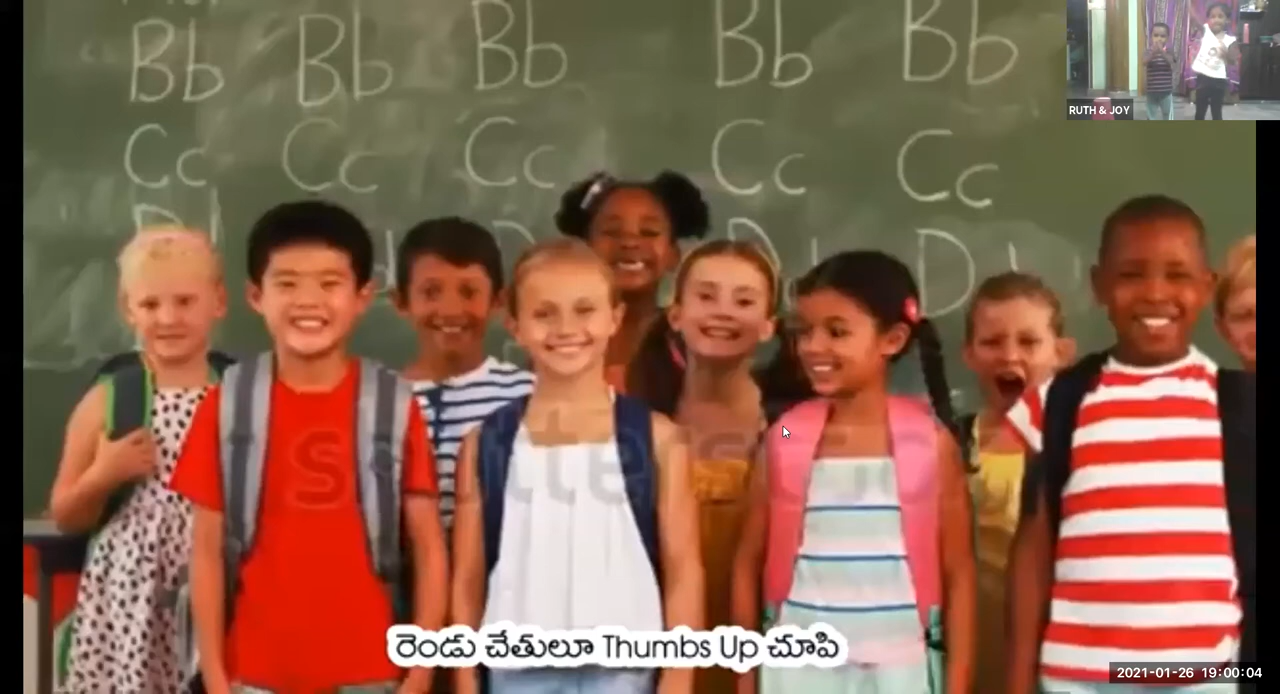 Bb Bb Bb Bb Bb
RUTH & JOY
Cc Cc Cc Cc Cc
రెండు చేతులూ Thumbs Up చూపి
2021-01-26 19:00:04